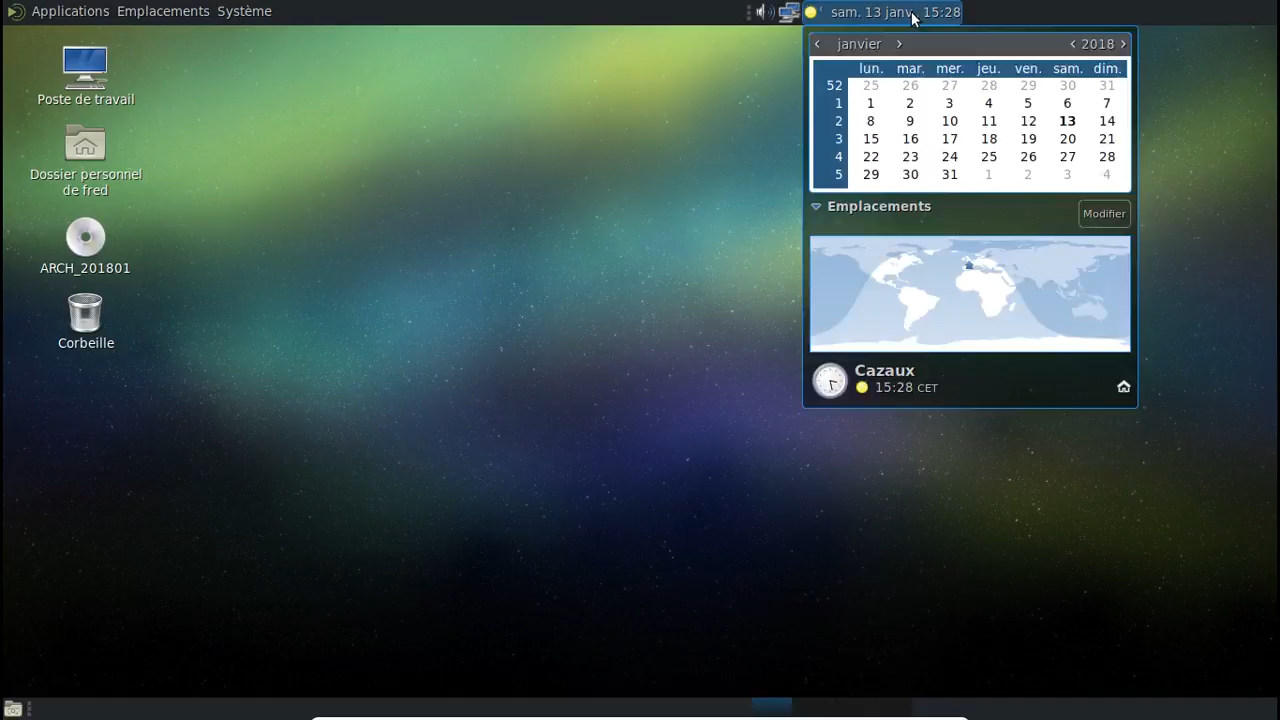 Applications Emplacements Système
sam. 13 janv. 15:28
Poste de travail
Dossier personnel
de fred
ARCH_201801
Corbeille
janvier 2018
lun. mar. mer. jeu. ven. sam. dim.
52 25 26 27 28 29 30 31
1 1 2 3 4 5 6 7
2 8 9 10 11 12 13 14
3 15 16 17 18 19 20 21
4 22 23 24 25 26 27 28
5 29 30 31 1 2 3 4
Emplacements Modifier
Cazaux
15:28 CET